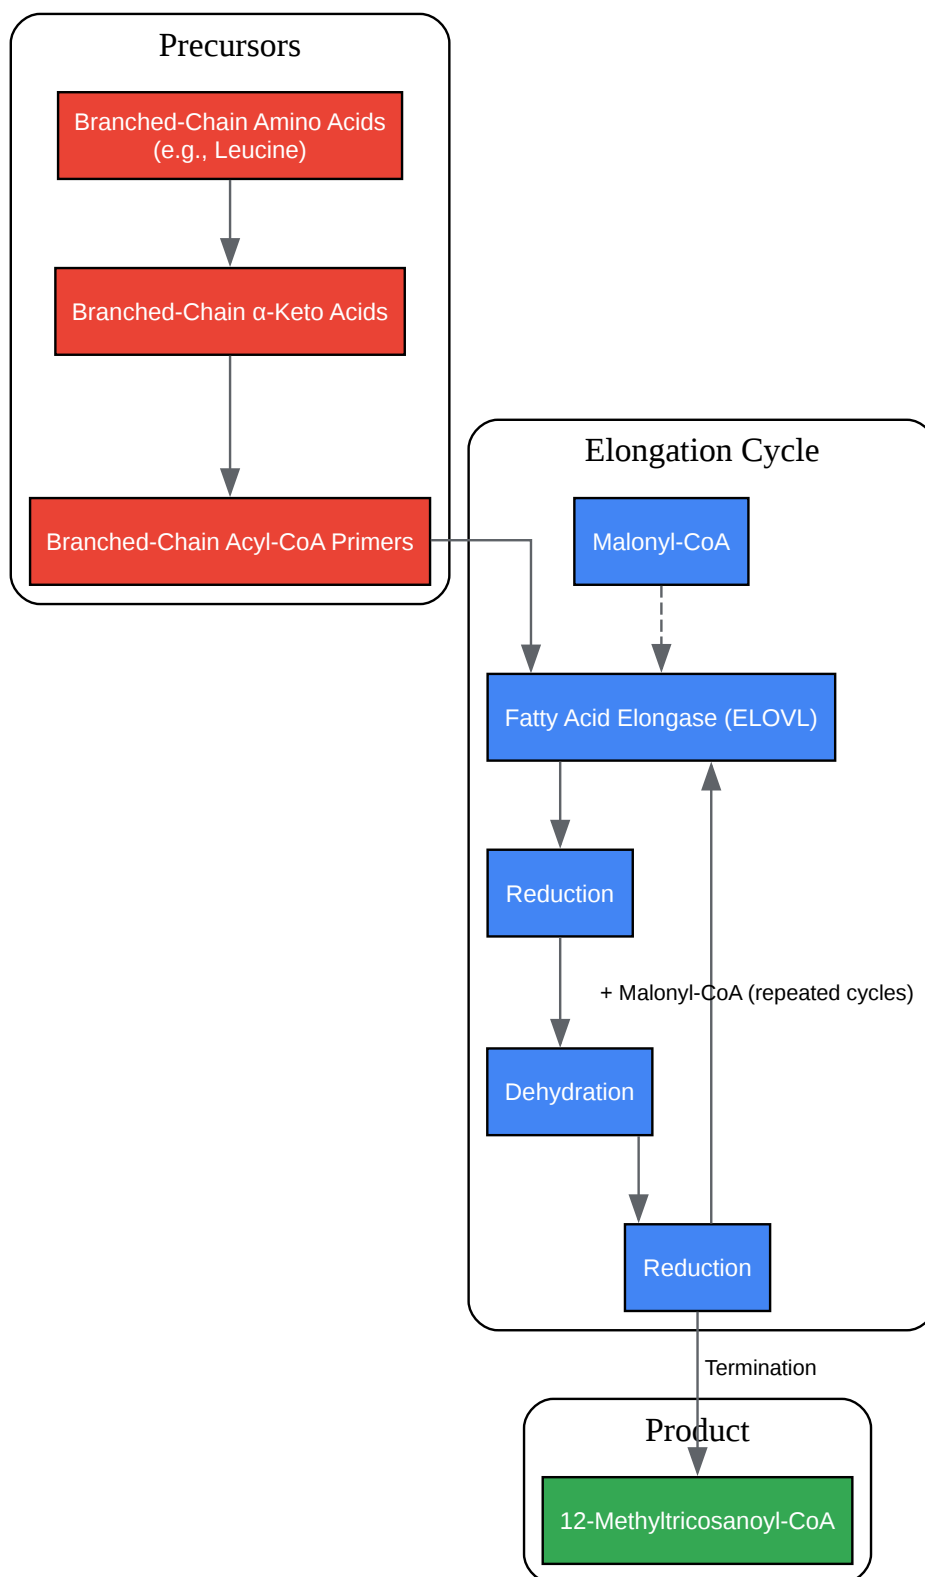 Precursors
Branched-Chain Amino Acids
(e.g., Leucine)
Branched-Chain α-Keto Acids
Branched-Chain Acyl-CoA Primers
Elongation Cycle
Malonyl-CoA
Fatty Acid Elongase (ELOVL)
Reduction
+ Malonyl-CoA (repeated cycles)
Dehydration
Reduction
Termination
Product
12-Methyltricosanoyl-CoA